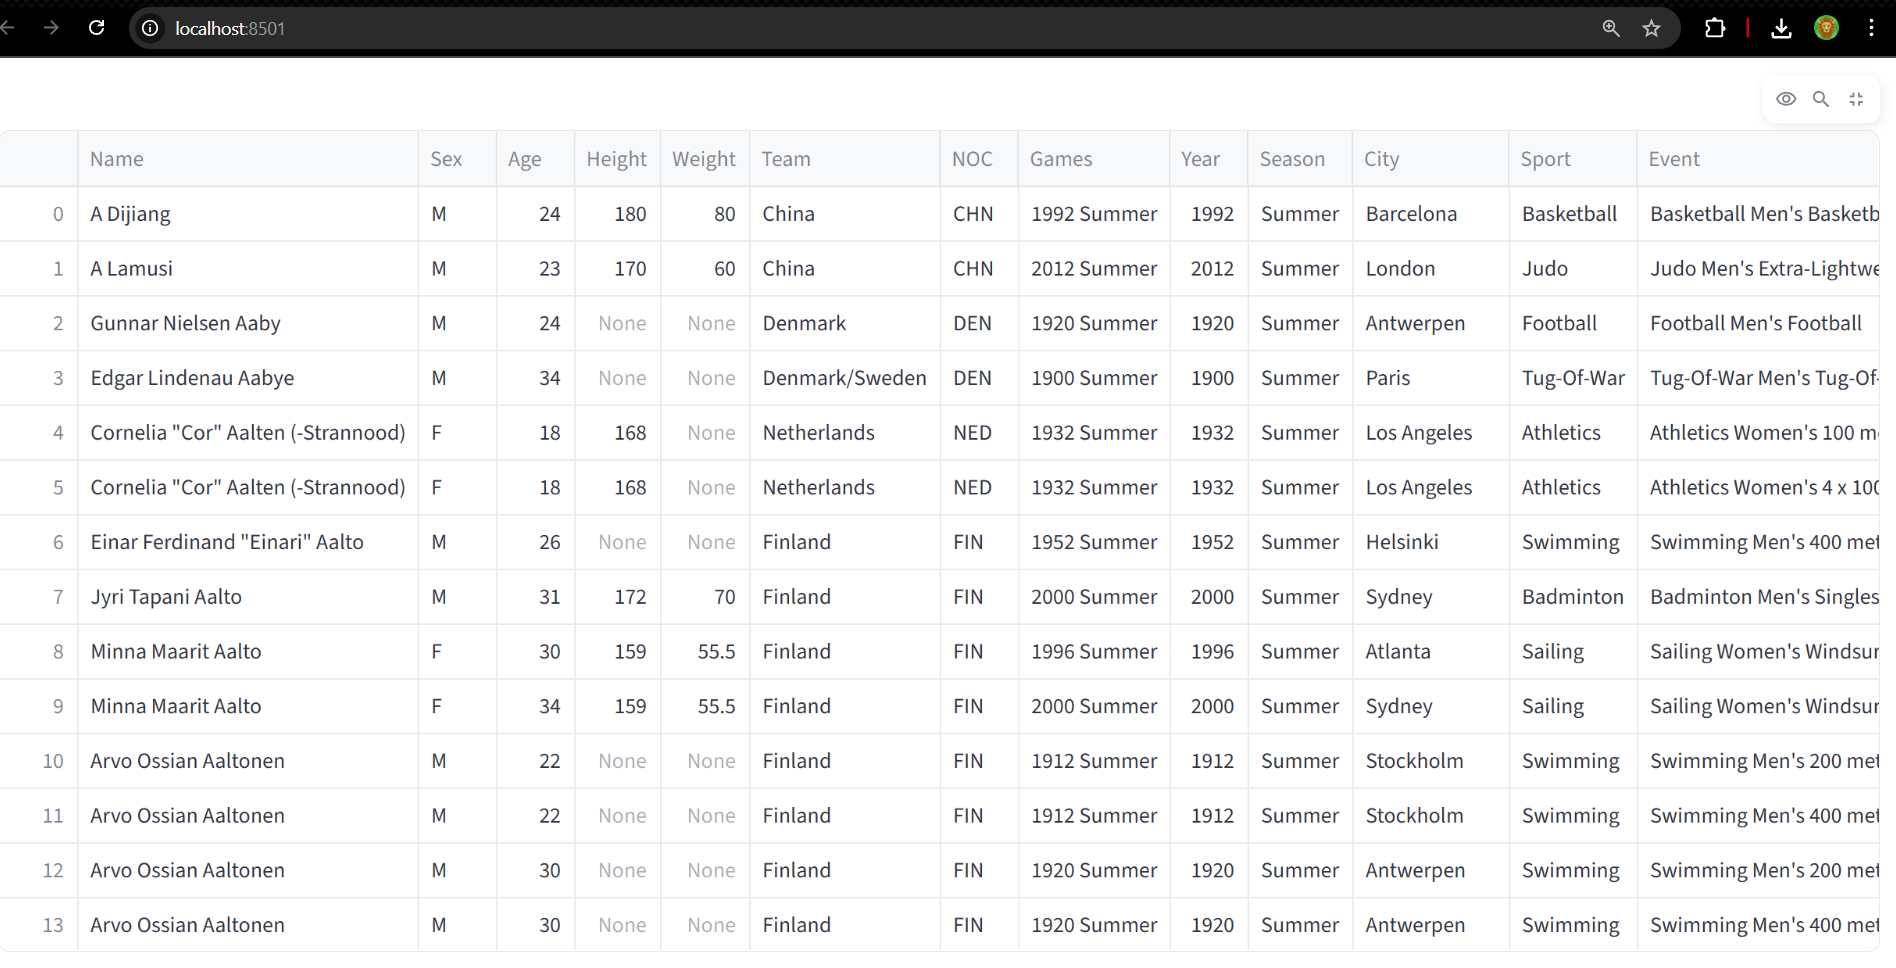 localhost:8501
Name Sex Age Height Weight Team NOC Games Year Season City Sport Event
0 A Dijiang M 24 180 80 China CHN 1992 Summer 1992 Summer Barcelona Basketball Basketball Men's Basketb
1 A Lamusi M 23 170 60 China CHN 2012 Summer 2012 Summer London Judo Judo Men's Extra-Lightwe
2 Gunnar Nielsen Aaby M 24 None None Denmark DEN 1920 Summer 1920 Summer Antwerpen Football Football Men's Football
3 Edgar Lindenau Aabye M 34 None None Denmark/Sweden DEN 1900 Summer 1900 Summer Paris Tug-Of-War Tug-Of-War Men's Tug-Of-
4 Cornelia "Cor" Aalten (-Strannood) F 18 168 None Netherlands NED 1932 Summer 1932 Summer Los Angeles Athletics Athletics Women's 100 me
5 Cornelia "Cor" Aalten (-Strannood) F 18 168 None Netherlands NED 1932 Summer 1932 Summer Los Angeles Athletics Athletics Women's 4 x 100
6 Einar Ferdinand "Einari" Aalto M 26 None None Finland FIN 1952 Summer 1952 Summer Helsinki Swimming Swimming Men's 400 met
7 Jyri Tapani Aalto M 31 172 70 Finland FIN 2000 Summer 2000 Summer Sydney Badminton Badminton Men's Singles
8 Minna Maarit Aalto F 30 159 55.5 Finland FIN 1996 Summer 1996 Summer Atlanta Sailing Sailing Women's Windsur
9 Minna Maarit Aalto F 34 159 55.5 Finland FIN 2000 Summer 2000 Summer Sydney Sailing Sailing Women's Windsur
10 Arvo Ossian Aaltonen M 22 None None Finland FIN 1912 Summer 1912 Summer Stockholm Swimming Swimming Men's 200 met
11 Arvo Ossian Aaltonen M 22 None None Finland FIN 1912 Summer 1912 Summer Stockholm Swimming Swimming Men's 400 met
12 Arvo Ossian Aaltonen M 30 None None Finland FIN 1920 Summer 1920 Summer Antwerpen Swimming Swimming Men's 200 met
13 Arvo Ossian Aaltonen M 30 None None Finland FIN 1920 Summer 1920 Summer Antwerpen Swimming Swimming Men's 400 met